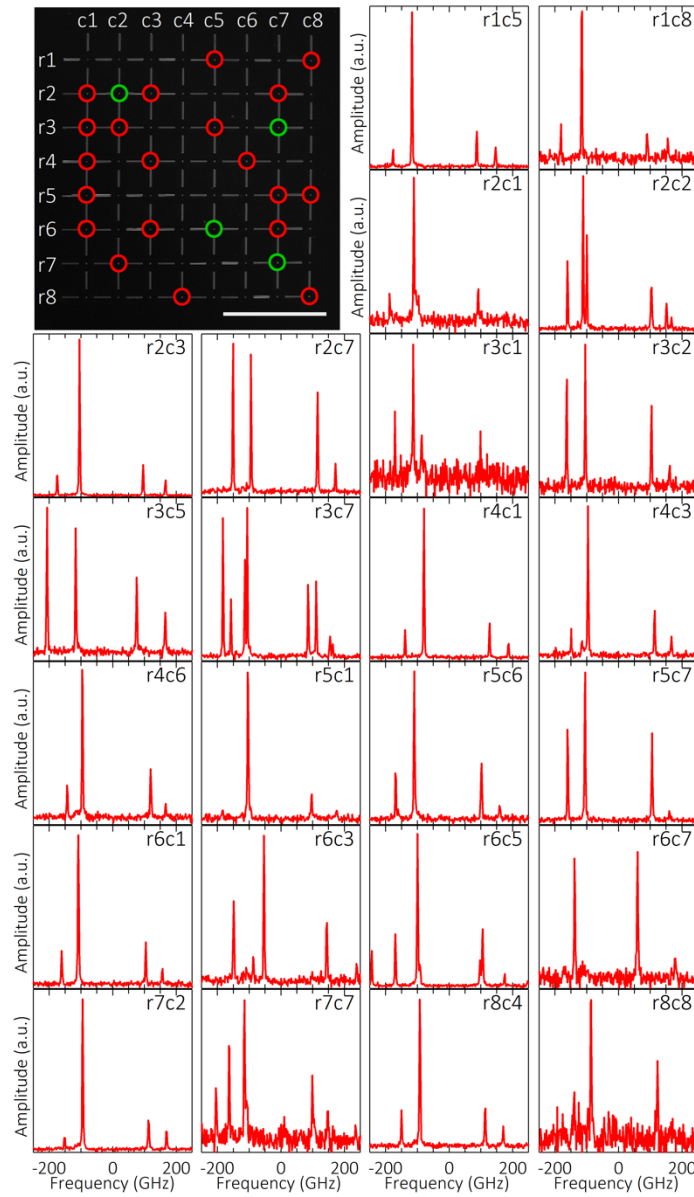 c1 c2 c3 c4 c5 c6 c7 c8
r1
r2
r3
r4
r5
r6
r7
r8
r1c5
r1c8
Amplitude (a.u.)
r2c1
r2c2
Amplitude (a.u.)
r2c3
r2c7
r3c1
r3c2
Amplitude (a.u.)
r3c5
r3c7
r4c1
r4c3
Amplitude (a.u.)
r4c6
r5c1
r5c6
r5c7
Amplitude (a.u.)
r6c1
r6c3
r6c5
r6c7
Amplitude (a.u.)
r7c2
r7c7
r8c4
r8c8
Amplitude (a.u.)
-200 0 200
-200 0 200
-200 0 200
-200 0 200
Frequency (GHz)
Frequency (GHz)
Frequency (GHz)
Frequency (GHz)